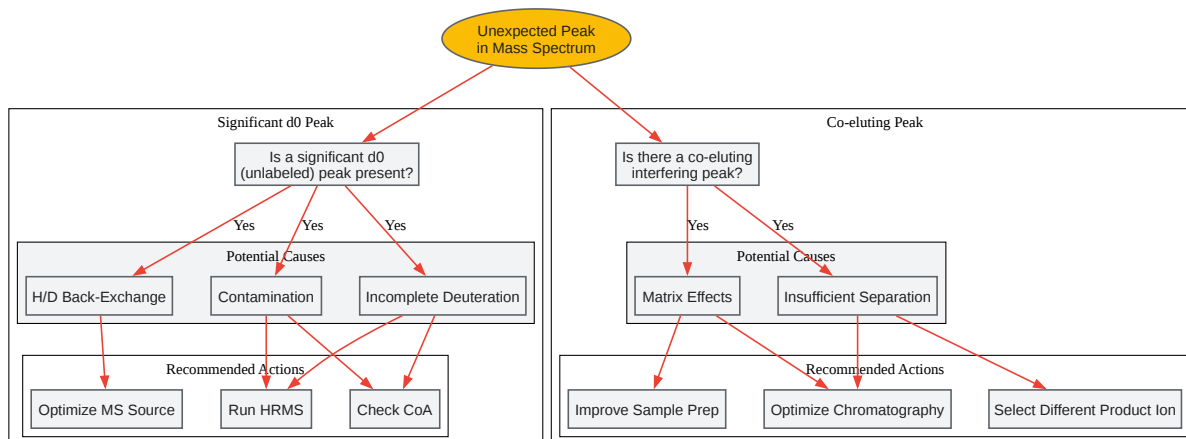 Unexpected Peak
in Mass Spectrum
Significant d0 Peak
Co-eluting Peak
Is a significant d0
(unlabeled) peak present?
Is there a co-eluting
interfering peak?
Yes
Yes
Yes
Yes
Yes
Potential Causes
Potential Causes
H/D Back-Exchange
Contamination
Incomplete Deuteration
Matrix Effects
Insufficient Separation
Recommended Actions
Recommended Actions
Optimize MS Source
Run HRMS
Check CoA
Improve Sample Prep
Optimize Chromatography
Select Different Product Ion